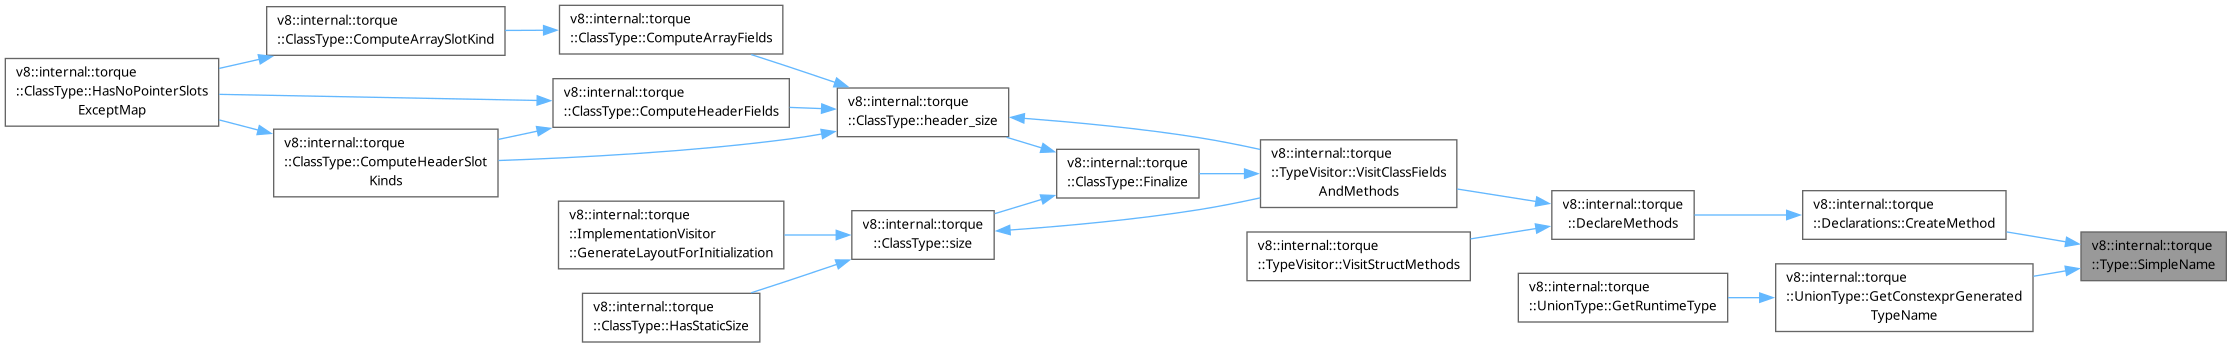 v8::internal::torque
::ClassType::HasNoPointerSlots
ExceptMap
v8::internal::torque
::ClassType::ComputeArraySlotKind
v8::internal::torque
::ClassType::ComputeHeaderSlot
Kinds
v8::internal::torque
::ClassType::ComputeArrayFields
v8::internal::torque
::ClassType::ComputeHeaderFields
v8::internal::torque
::ImplementationVisitor
::GenerateLayoutForInitialization
v8::internal::torque
::ClassType::HasStaticSize
v8::internal::torque
::ClassType::header_size
v8::internal::torque
::ClassType::size
v8::internal::torque
::ClassType::Finalize
v8::internal::torque
::TypeVisitor::VisitClassFields
AndMethods
v8::internal::torque
::TypeVisitor::VisitStructMethods
v8::internal::torque
::DeclareMethods
v8::internal::torque
::UnionType::GetRuntimeType
v8::internal::torque
::Declarations::CreateMethod
v8::internal::torque
::UnionType::GetConstexprGenerated
TypeName
v8::internal::torque
::Type::SimpleName